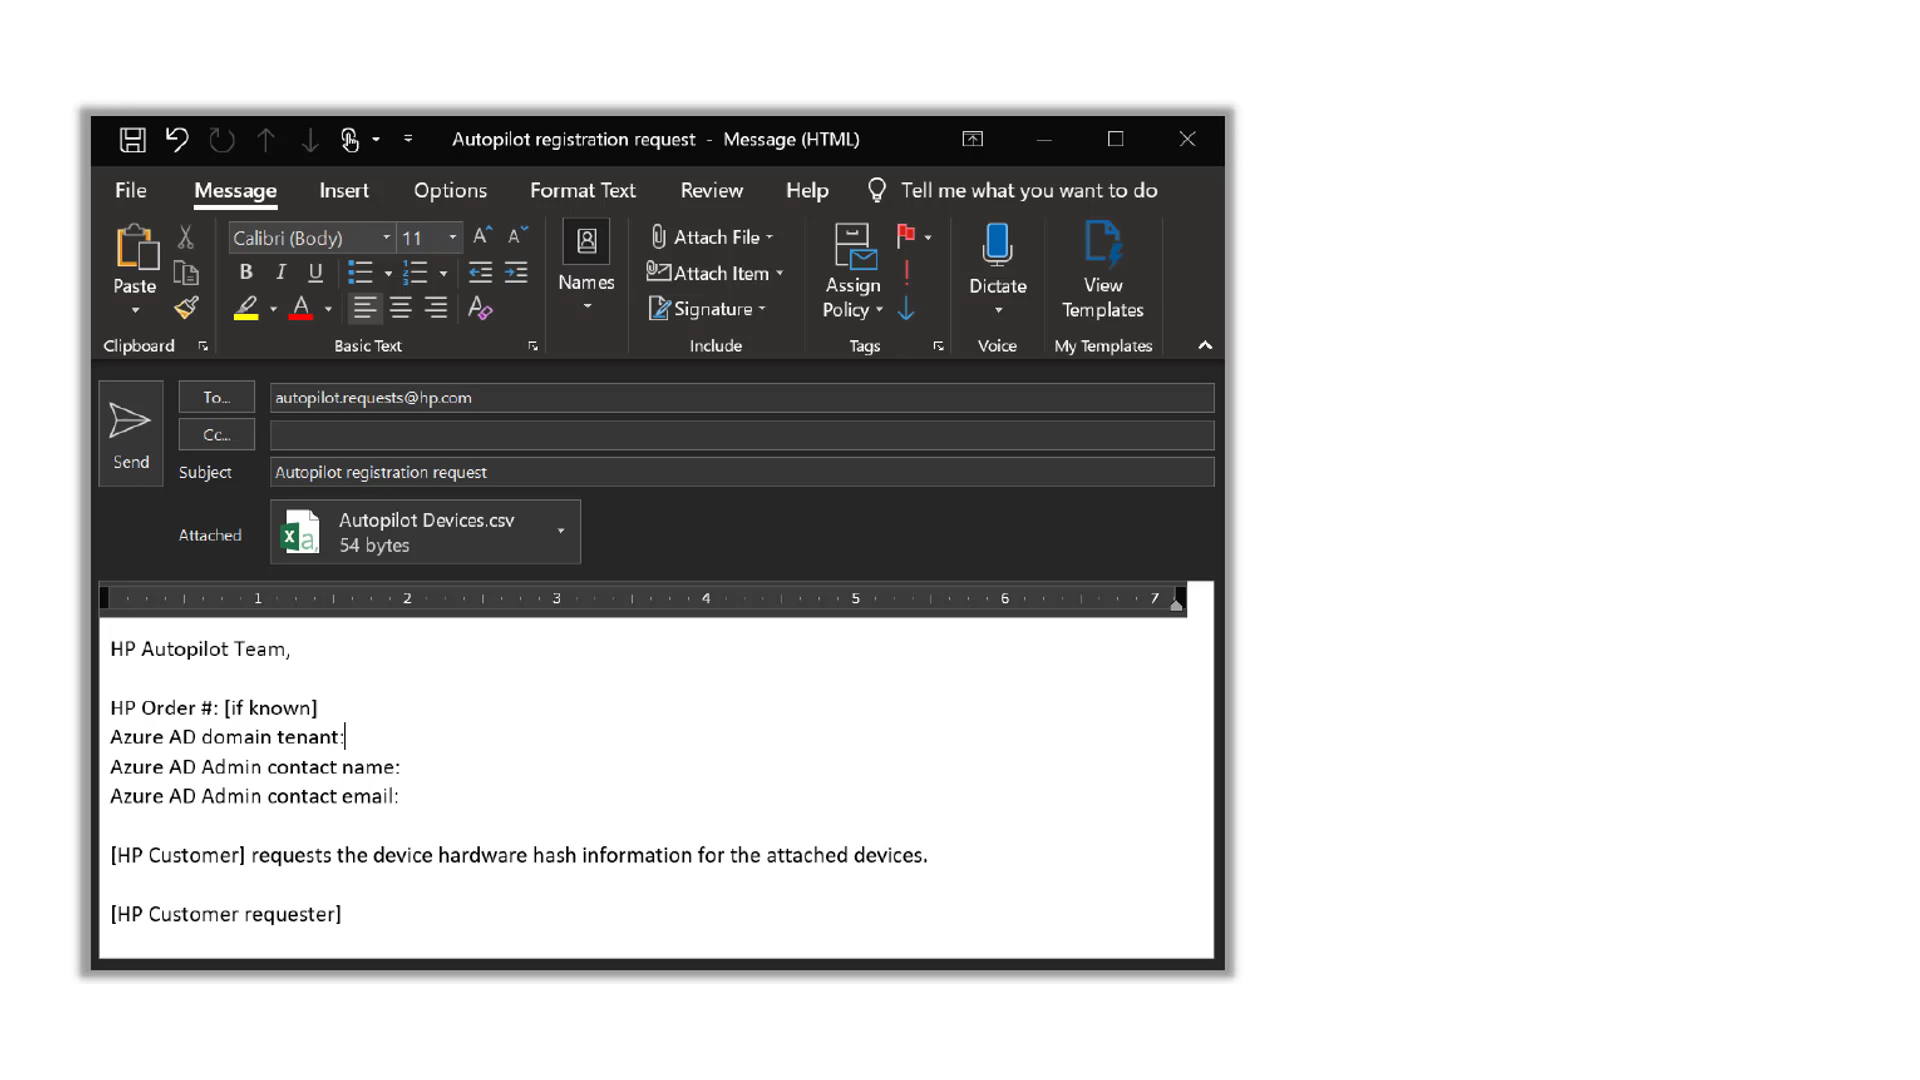 Autopilot registration request - Message (HTML)
File Message Insert Options Format Text Review Help Tell me what you want to do
Calibri (Body) 11
Paste
B I U
Names
Attach File
Attach Item
Signature
Assign Policy
Dictate
View Templates
Clipboard Basic Text Include Tags Voice My Templates
Send
To... autopilot.requests@hp.com
Cc...
Subject Autopilot registration request
Attached Autopilot Devices.csv
54 bytes
1 2 3 4 5 6 7
HP Autopilot Team,
HP Order #: [if known]
Azure AD domain tenant:
Azure AD Admin contact name:
Azure AD Admin contact email:
[HP Customer] requests the device hardware hash information for the attached devices.
[HP Customer requester]